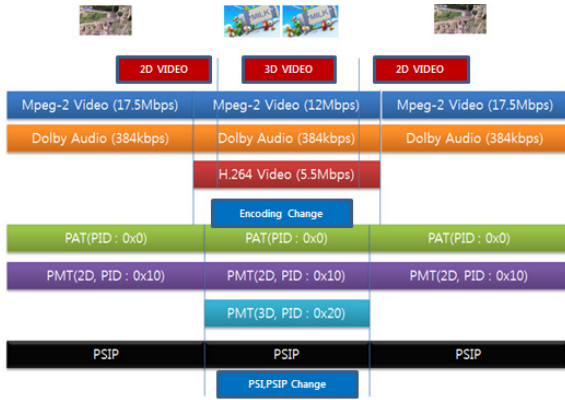 MILK MILK
2D VIDEO 3D VIDEO 2D VIDEO
Mpeg-2 Video (17.5Mbps) Mpeg-2 Video (12Mbps) Mpeg-2 Video (17.5Mbps)
Dolby Audio (384kbps) Dolby Audio (384kbps) Dolby Audio (384kbps)
H.264 Video (5.5Mbps)
Encoding Change
PAT(PID : 0x0) PAT(PID : 0x0) PAT(PID : 0x0)
PMT(2D, PID : 0x10) PMT(2D, PID : 0x10) PMT(2D, PID : 0x10)
PMT(3D, PID : 0x20)
PSIP PSIP PSIP
PSI,PSIP Change